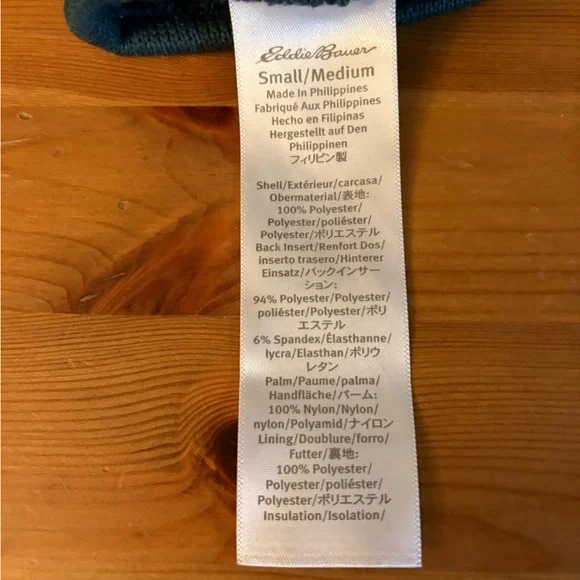 Eddie Bauer
Small/Medium
Made In Philippines
Fabriqué Aux Philippines
Hecho en Filipinas
Hergestellt auf Den
Philippinen
フィリピン製
Shell/Extérieur/carcasa/
Obermaterial/表地:
100% Polyester/
Polyester/poliéster/
Polyester/ポリエステル
Back Insert/Renfort Dos/
inserto trasero/Hinterer
Einsatz/バックインサー
ション:
94% Polyester/Polyester/
poliéster/Polyester/ポリ
エステル
6% Spandex/Élasthanne/
lycra/Elasthan/ポリウ
レタン
Palm/Paume/palma/
Handfläche/パーム:
100% Nylon/Nylon/
nylon/Polyamid/ナイロン
Lining/Doublure/forro/
Futter/裏地:
100% Polyester/
Polyester/poliéster/
Polyester/ポリエステル
Insulation/Isolation/